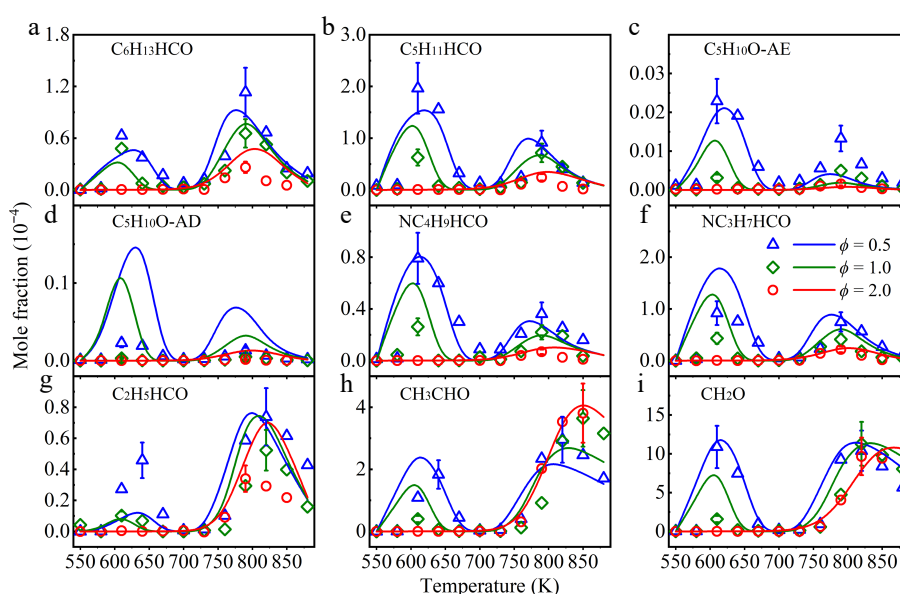 a
C₆H₁₃HCO
1.8
1.2
0.6
0.0
b
C₅H₁₁HCO
3.0
1.5
0.0
c
C₅H₁₀O-AE
0.03
0.02
0.01
0.00
d
C₅H₁₀O-AD
0.1
0.0
e
NC₄H₉HCO
0.8
0.4
0.0
f
NC₃H₇HCO
2.0
1.0
0.0
ϕ = 0.5
ϕ = 1.0
ϕ = 2.0
g
C₂H₅HCO
0.8
0.6
0.4
0.2
0.0
h
CH₃CHO
4
2
0
i
CH₂O
15
10
5
0
550 600 650 700 750 800 850
550 600 650 700 750 800 850
550 600 650 700 750 800 850
Temperature (K)
Mole fraction (10⁻⁴)